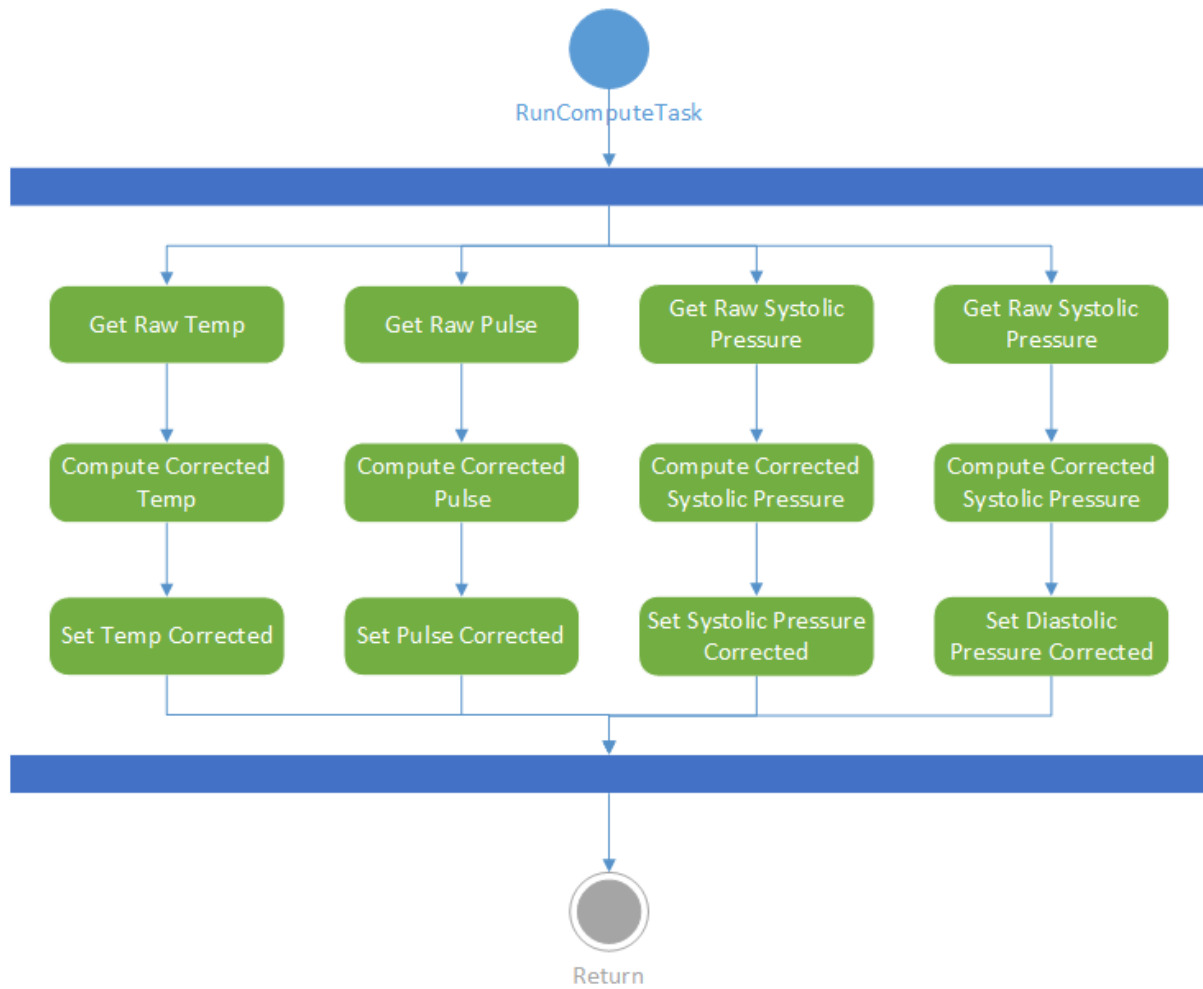 RunComputeTask
Get Raw Temp
Get Raw Pulse
Get Raw Systolic
Pressure
Get Raw Systolic
Pressure
Compute Corrected
Temp
Compute Corrected
Pulse
Compute Corrected
Systolic Pressure
Compute Corrected
Systolic Pressure
Set Temp Corrected
Set Pulse Corrected
Set Systolic Pressure
Corrected
Set Diastolic
Pressure Corrected
Return